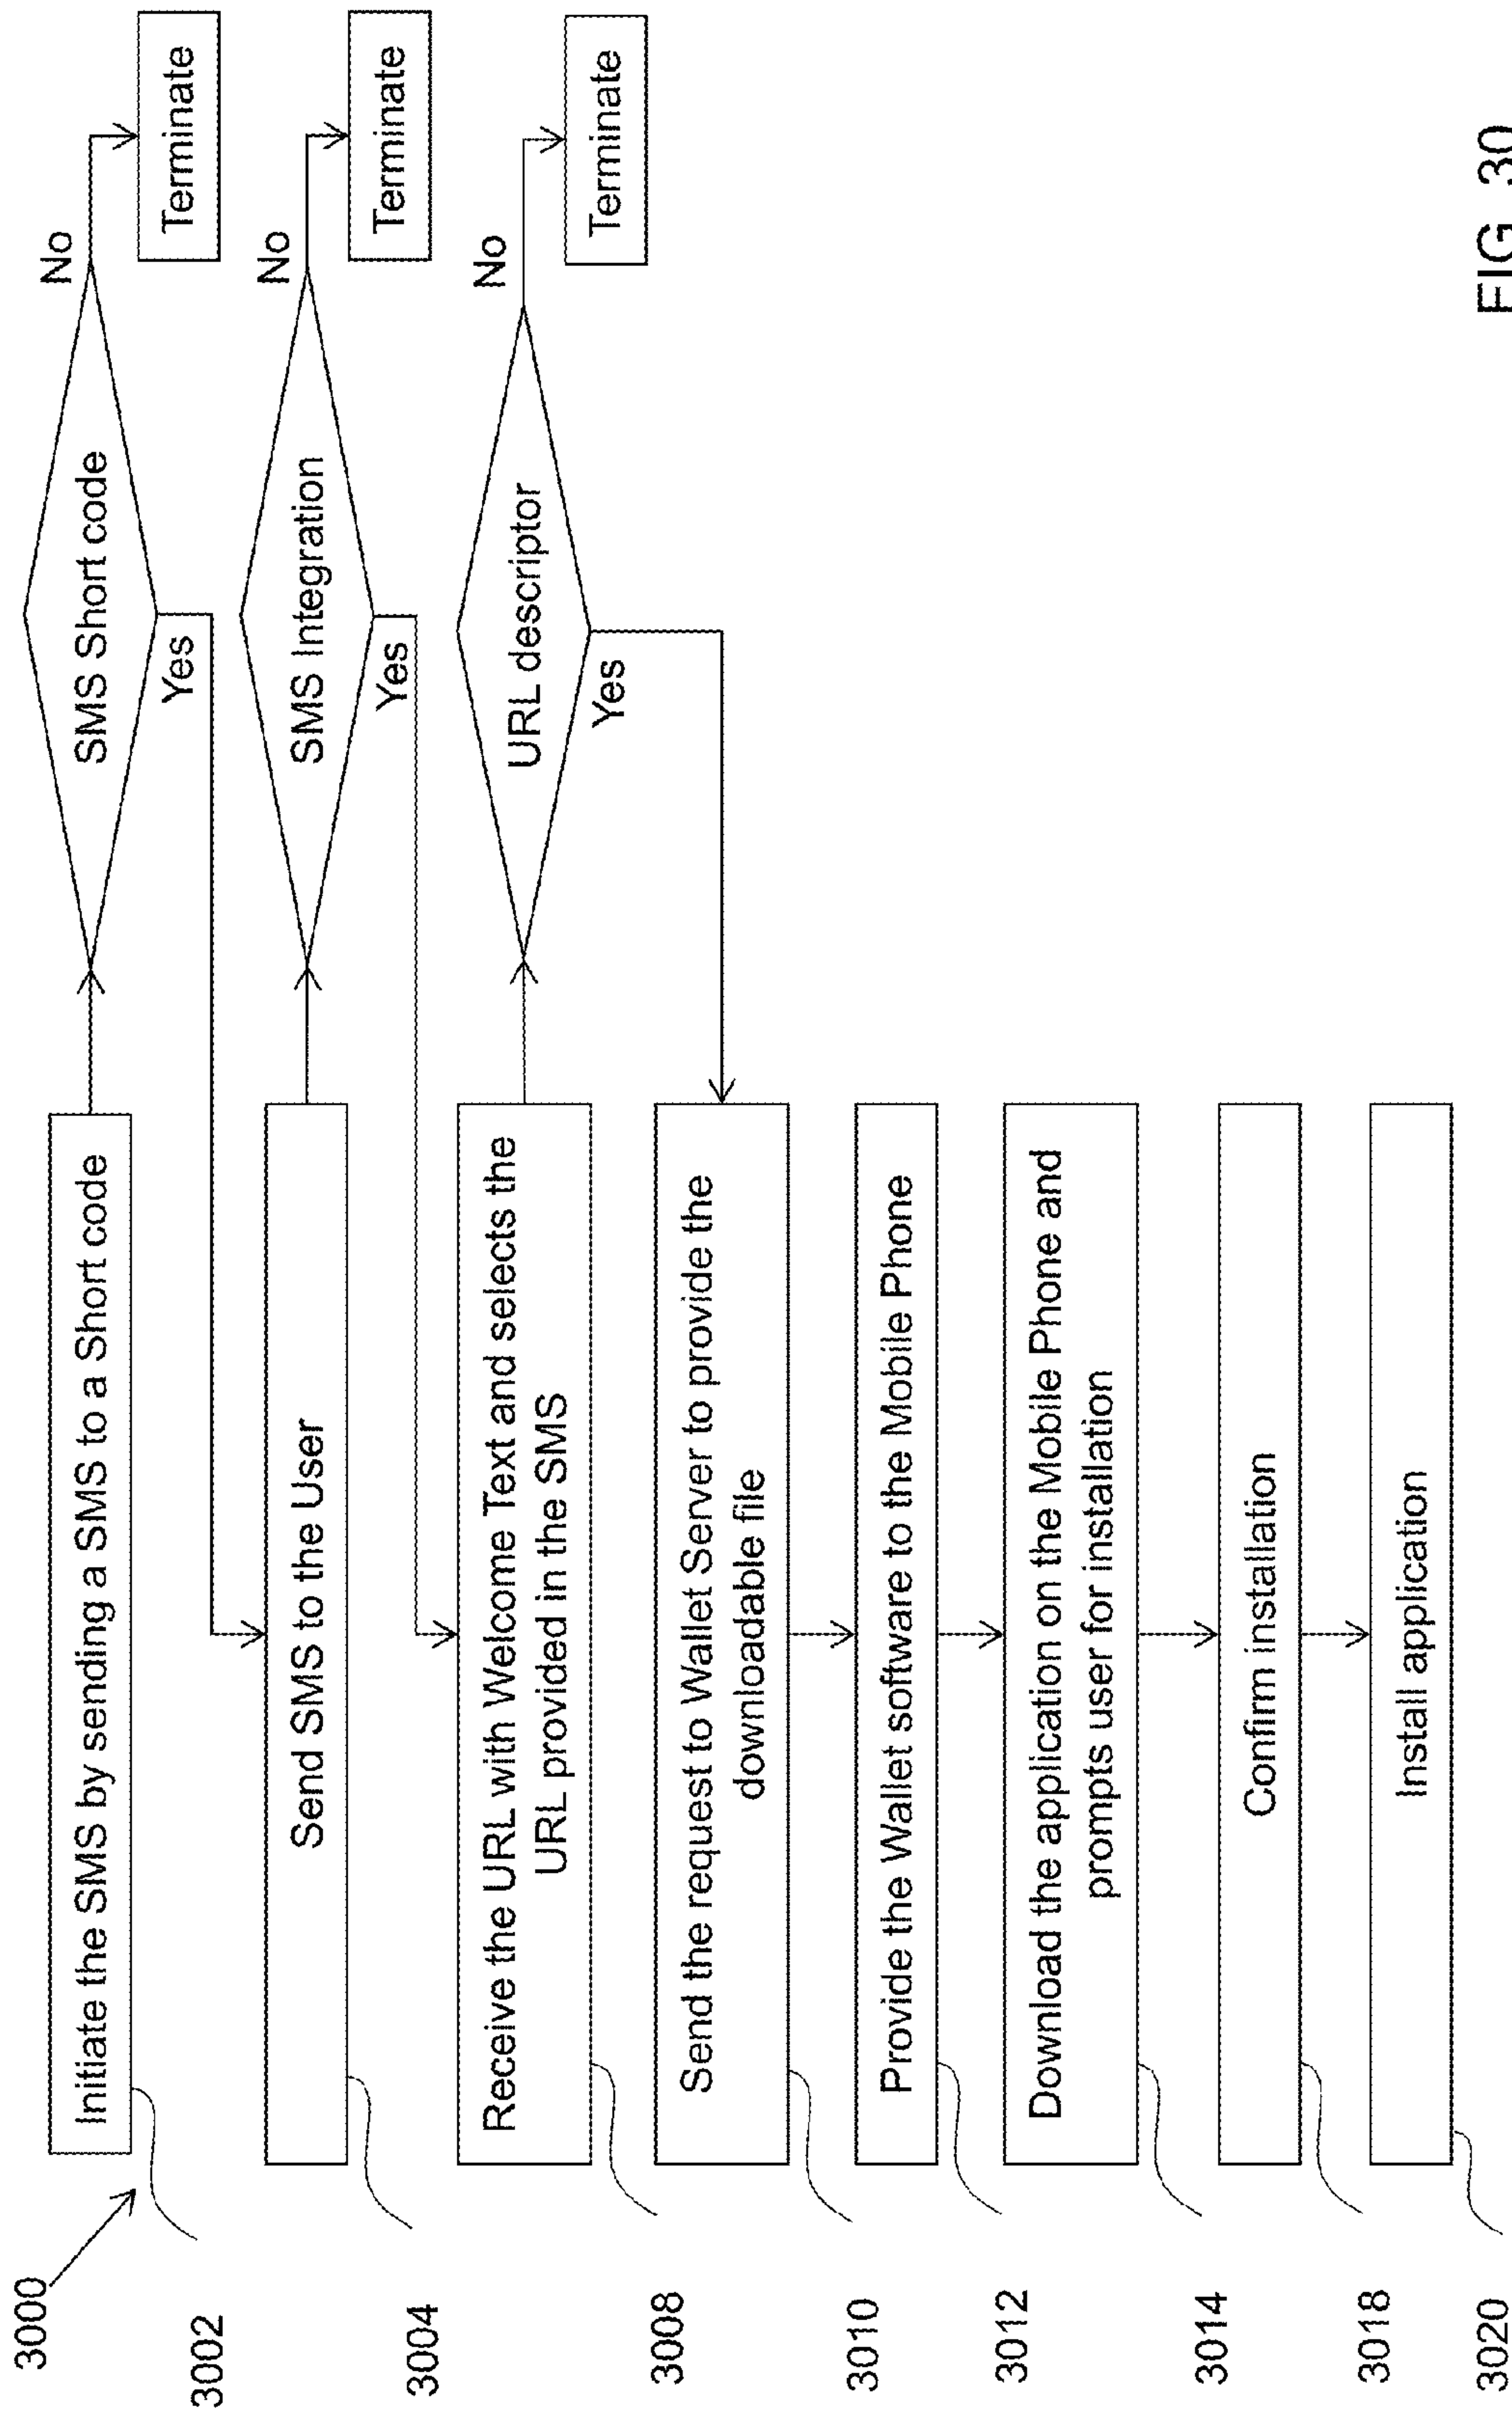 3000
3002
Initiate the SMS by sending a SMS to a Short code
SMS Short code
No
Terminate
Yes
3004
Send SMS to the User
SMS Integration
No
Terminate
Yes
3008
Receive the URL with Welcome Text and selects the
URL provided in the SMS
URL descriptor
No
Terminate
Yes
3010
Send the request to Wallet Server to provide the
downloadable file
3012
Provide the Wallet software to the Mobile Phone
3014
Download the application on the Mobile Phone and
prompts user for installation
3018
Confirm installation
3020
Install application
FIG. 30